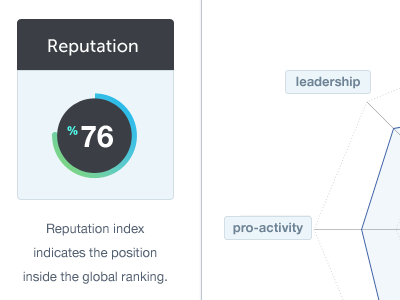 Reputation
% 76
Reputation index
indicates the position
inside the global ranking.
leadership
pro-activity